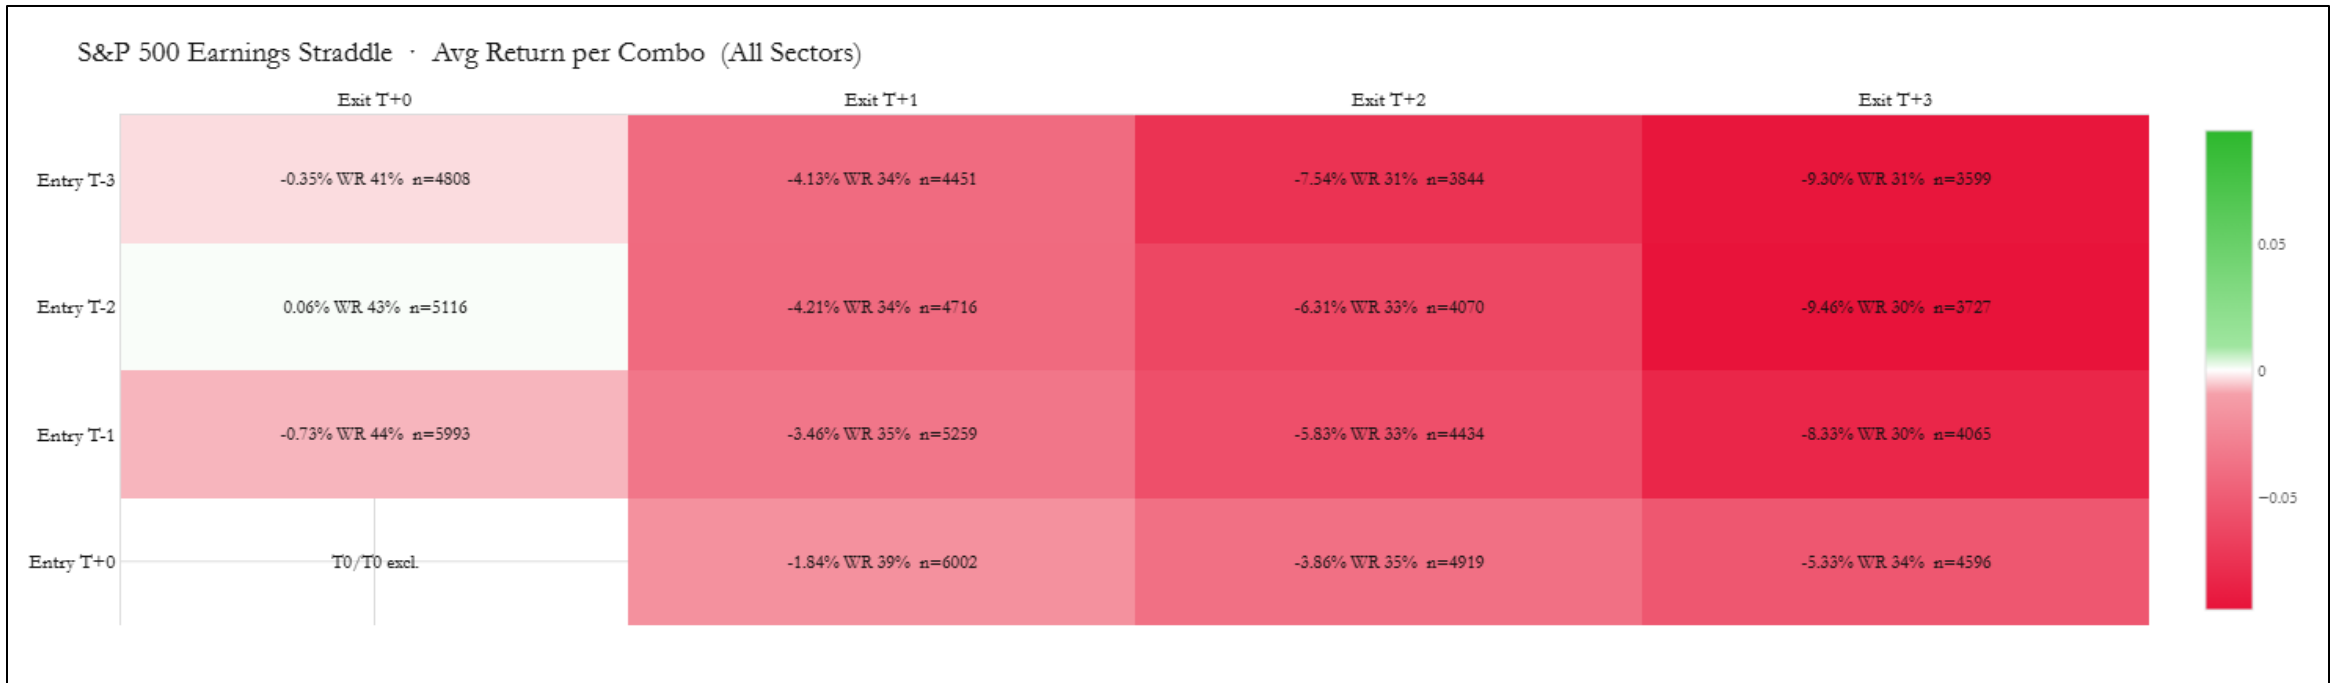 S&P 500 Earnings Straddle · Avg Return per Combo (All Sectors)
Exit T+0 Exit T+1 Exit T+2 Exit T+3
Entry T-3 -0.35% WR 41% n=4808 -4.13% WR 34% n=4451 -7.54% WR 31% n=3844 -9.30% WR 31% n=3599
0.05
Entry T-2 0.06% WR 43% n=5116 -4.21% WR 34% n=4716 -6.31% WR 33% n=4070 -9.46% WR 30% n=3727
0
Entry T-1 -0.73% WR 44% n=5993 -3.46% WR 35% n=5259 -5.83% WR 33% n=4434 -8.33% WR 30% n=4065
−0.05
Entry T+0 T0/T0 excl. -1.84% WR 39% n=6002 -3.86% WR 35% n=4919 -5.33% WR 34% n=4596